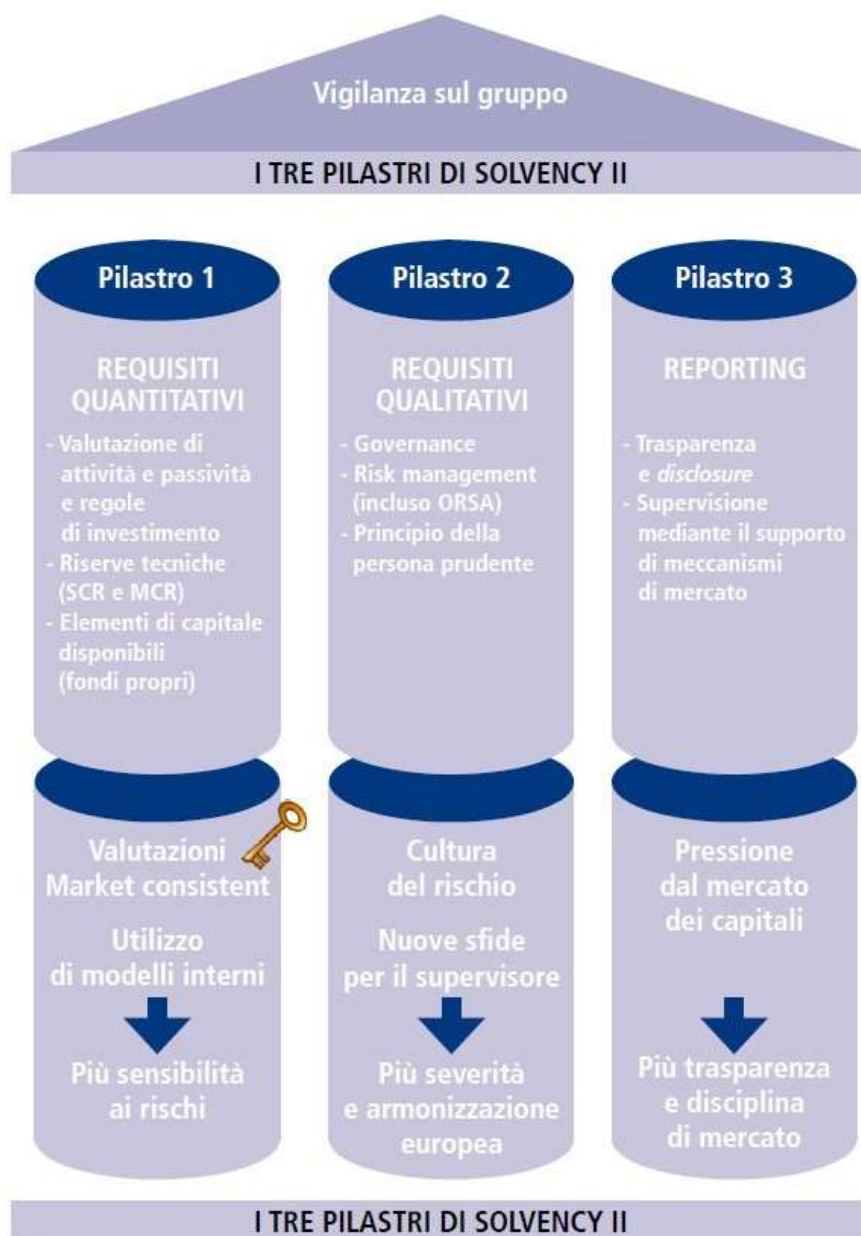 Vigilanza sul gruppo
I TRE PILASTRI DI SOLVENCY II
Pilastro 1
REQUISITI
QUANTITATIVI
- Valutazione di
attività e passività
e regole
di investimento
- Riserve tecniche
(SCR e MCR)
- Elementi di capitale
disponibili
(fondi propri)
Valutazioni
Market consistent
Utilizzo
di modelli interni
Più sensibilità
ai rischi
Pilastro 2
REQUISITI
QUALITATIVI
- Governance
- Risk management
(incluso ORSA)
- Principio della
persona prudente
Cultura
del rischio
Nuove sfide
per il supervisore
Più severità
e armonizzazione
europea
Pilastro 3
REPORTING
- Trasparenza
e disclosure
- Supervisione
mediante il supporto
di meccanismi
di mercato
Pressione
dal mercato
dei capitali
Più trasparenza
e disciplina
di mercato
I TRE PILASTRI DI SOLVENCY II